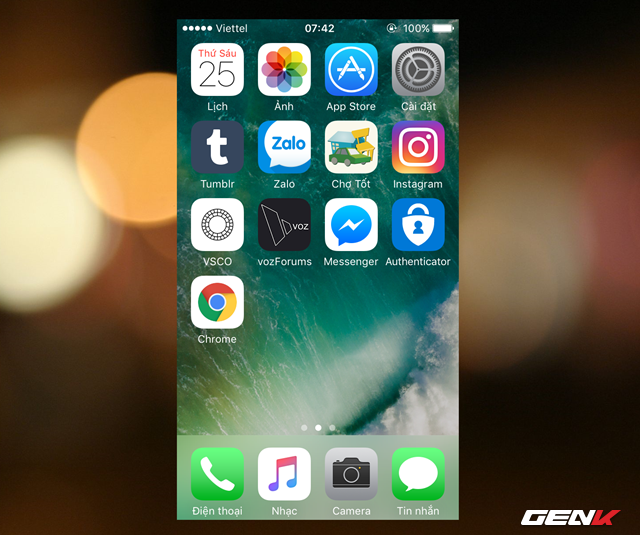 Viettel 07:42 100%
Thứ Sáu
25
Lịch Ảnh App Store Cài đặt
t Zalo
Tumblr Zalo Chợ Tốt Instagram
voz
VSCO vozForums Messenger Authenticator
Chrome
Điện thoại Nhạc Camera Tin nhắn
GENK